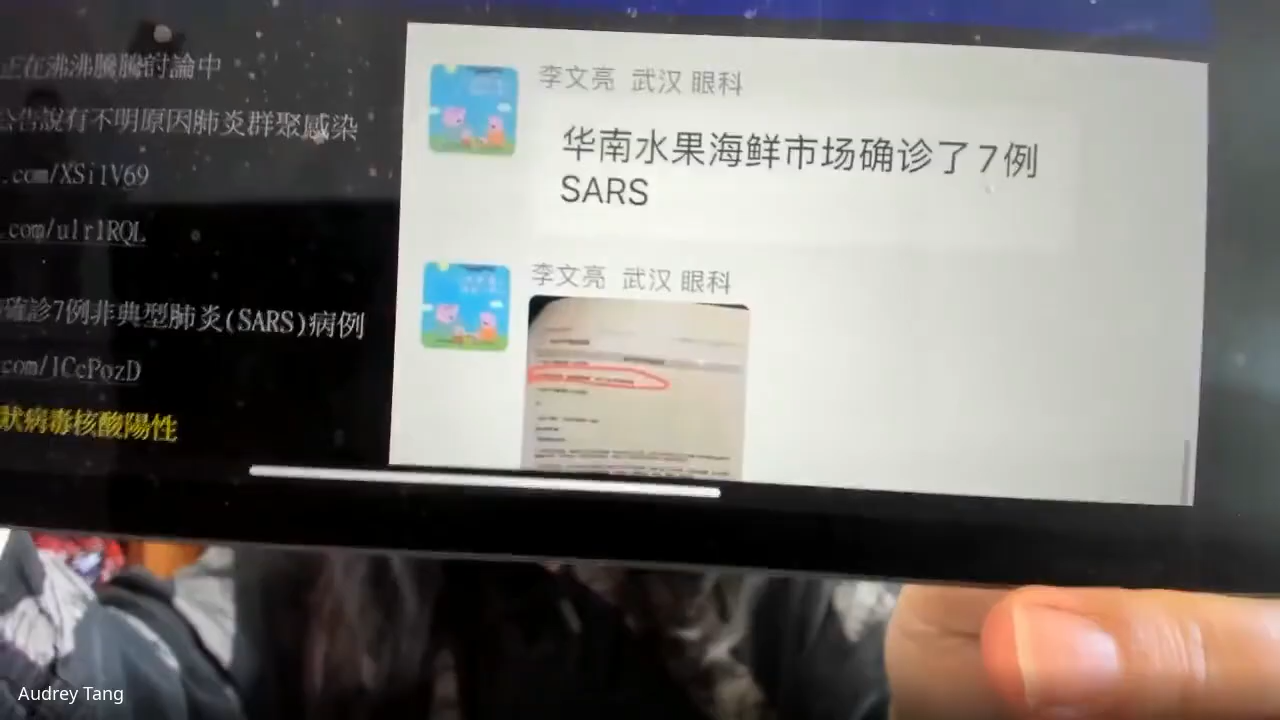 正在沸沸騰騰討論中
公告說有不明原因肺炎群聚感染
.com/XSi1V69
.com/ulr1RQL
確診7例非典型肺炎(SARS)病例
com/lCcPozD
狀病毒核酸陽性
李文亮 武汉 眼科
华南水果海鲜市场确诊了7例
SARS
李文亮 武汉 眼科
Audrey Tang